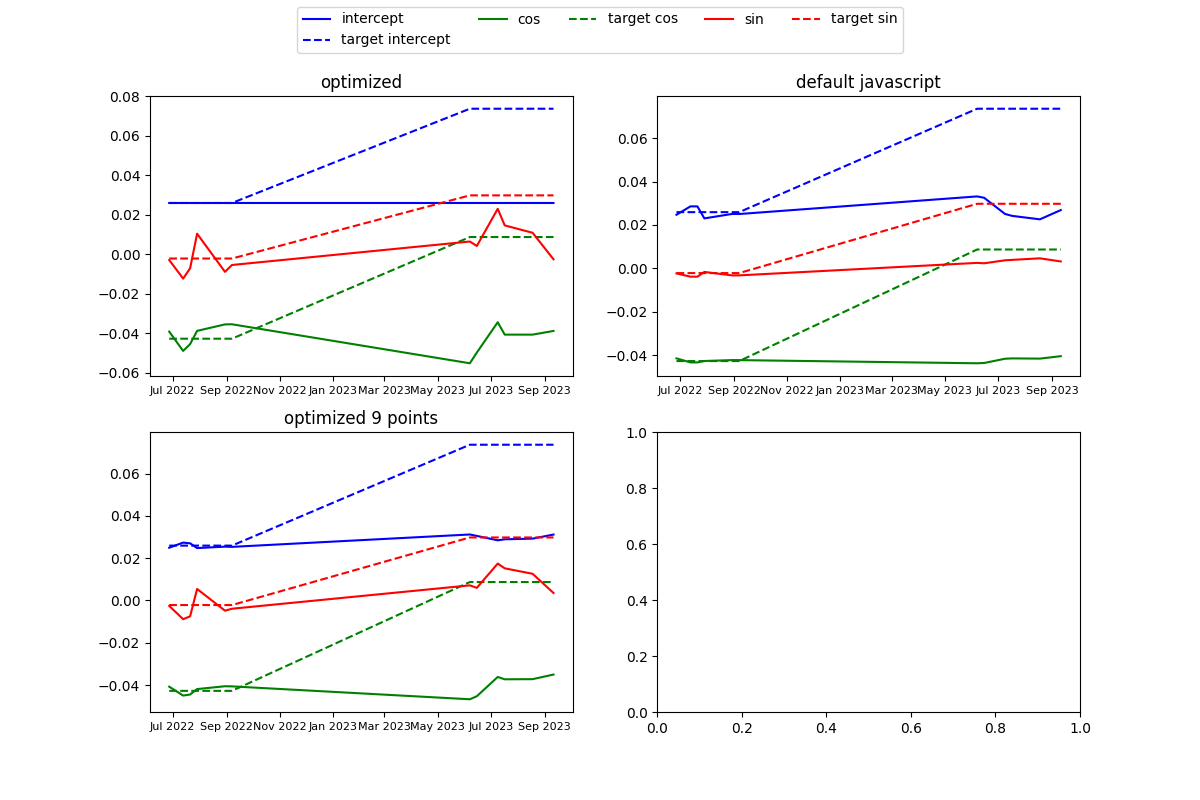 intercept cos target cos sin target sin
target intercept
optimized
0.08
0.06
0.04
0.02
0.00
−0.02
−0.04
−0.06
Jul 2022 Sep 2022 Nov 2022 Jan 2023 Mar 2023 May 2023 Jul 2023 Sep 2023
default javascript
0.06
0.04
0.02
0.00
−0.02
−0.04
Jul 2022 Sep 2022 Nov 2022 Jan 2023 Mar 2023 May 2023 Jul 2023 Sep 2023
optimized 9 points
0.06
0.04
0.02
0.00
−0.02
−0.04
Jul 2022 Sep 2022 Nov 2022 Jan 2023 Mar 2023 May 2023 Jul 2023 Sep 2023
1.0
0.8
0.6
0.4
0.2
0.0
0.0 0.2 0.4 0.6 0.8 1.0